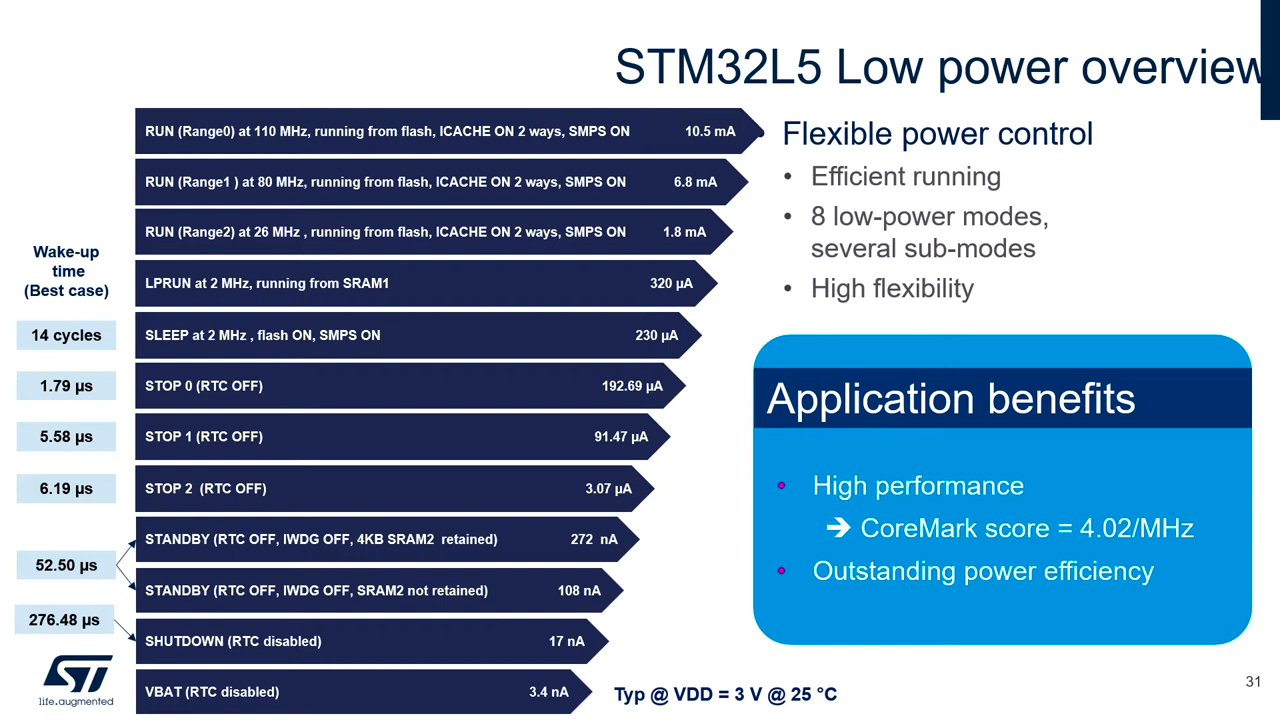 STM32L5 Low power overview
RUN (Range0) at 110 MHz, running from flash, ICACHE ON 2 ways, SMPS ON 10.5 mA
RUN (Range1 ) at 80 MHz, running from flash, ICACHE ON 2 ways, SMPS ON 6.8 mA
RUN (Range2) at 26 MHz , running from flash, ICACHE ON 2 ways, SMPS ON 1.8 mA
LPRUN at 2 MHz, running from SRAM1 320 µA
Wake-up
time
(Best case)
14 cycles SLEEP at 2 MHz , flash ON, SMPS ON 230 µA
1.79 µs STOP 0 (RTC OFF) 192.69 µA
5.58 µs STOP 1 (RTC OFF) 91.47 µA
6.19 µs STOP 2 (RTC OFF) 3.07 µA
52.50 µs
STANDBY (RTC OFF, IWDG OFF, 4KB SRAM2 retained) 272 nA
STANDBY (RTC OFF, IWDG OFF, SRAM2 not retained) 108 nA
276.48 µs
SHUTDOWN (RTC disabled) 17 nA
VBAT (RTC disabled) 3.4 nA
Typ @ VDD = 3 V @ 25 °C
• Flexible power control
• Efficient running
• 8 low-power modes,
several sub-modes
• High flexibility
Application benefits
• High performance
➔ CoreMark score = 4.02/MHz
• Outstanding power efficiency
ST
life.augmented
31